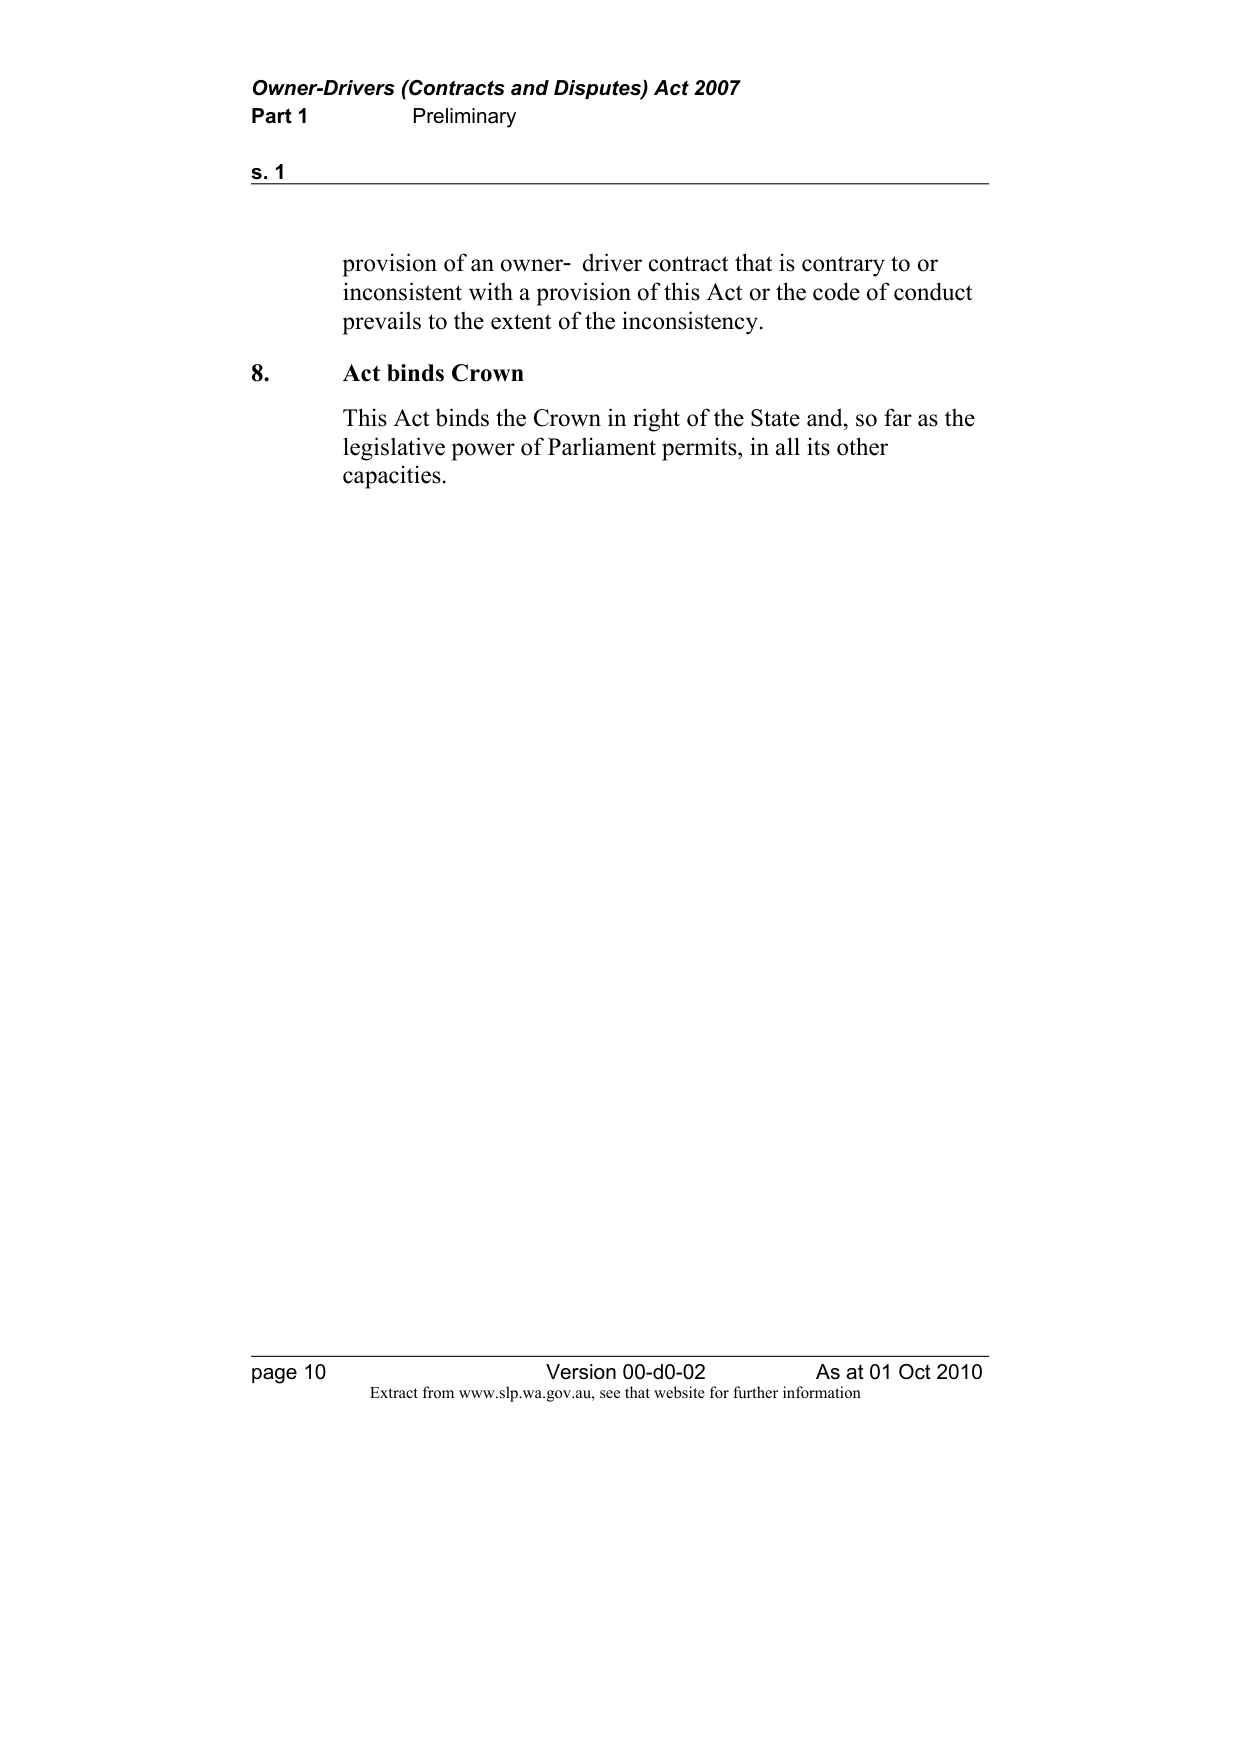 Owner-Drivers (Contracts and Disputes) Act 2007
Part 1 Preliminary
s. 1
provision of an owner- driver contract that is contrary to or
inconsistent with a provision of this Act or the code of conduct
prevails to the extent of the inconsistency.
8. Act binds Crown
This Act binds the Crown in right of the State and, so far as the
legislative power of Parliament permits, in all its other
capacities.
page 10 Version 00-d0-02 As at 01 Oct 2010
Extract from www.slp.wa.gov.au, see that website for further information